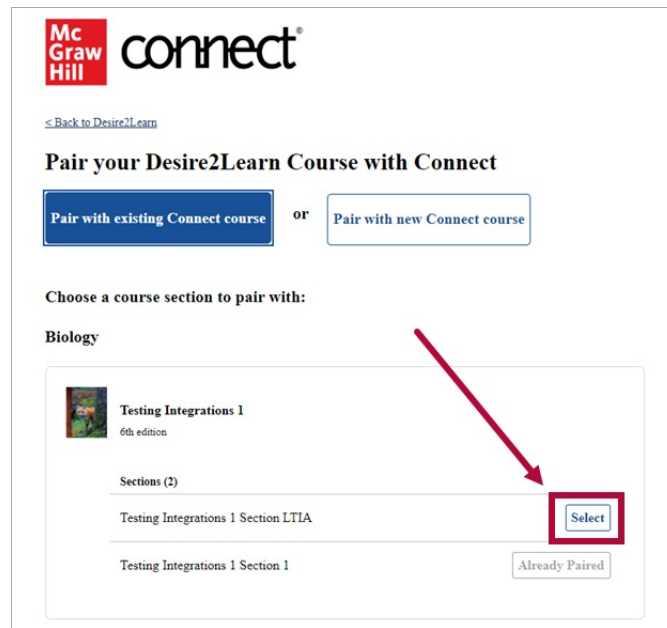 Mc
Graw
Hill
connect®
< Back to Desire2Learn
Pair your Desire2Learn Course with Connect
Pair with existing Connect course
or
Pair with new Connect course
Choose a course section to pair with:
Biology
Testing Integrations 1
6th edition
Sections (2)
Testing Integrations 1 Section LTIA
Select
Testing Integrations 1 Section 1
Already Paired